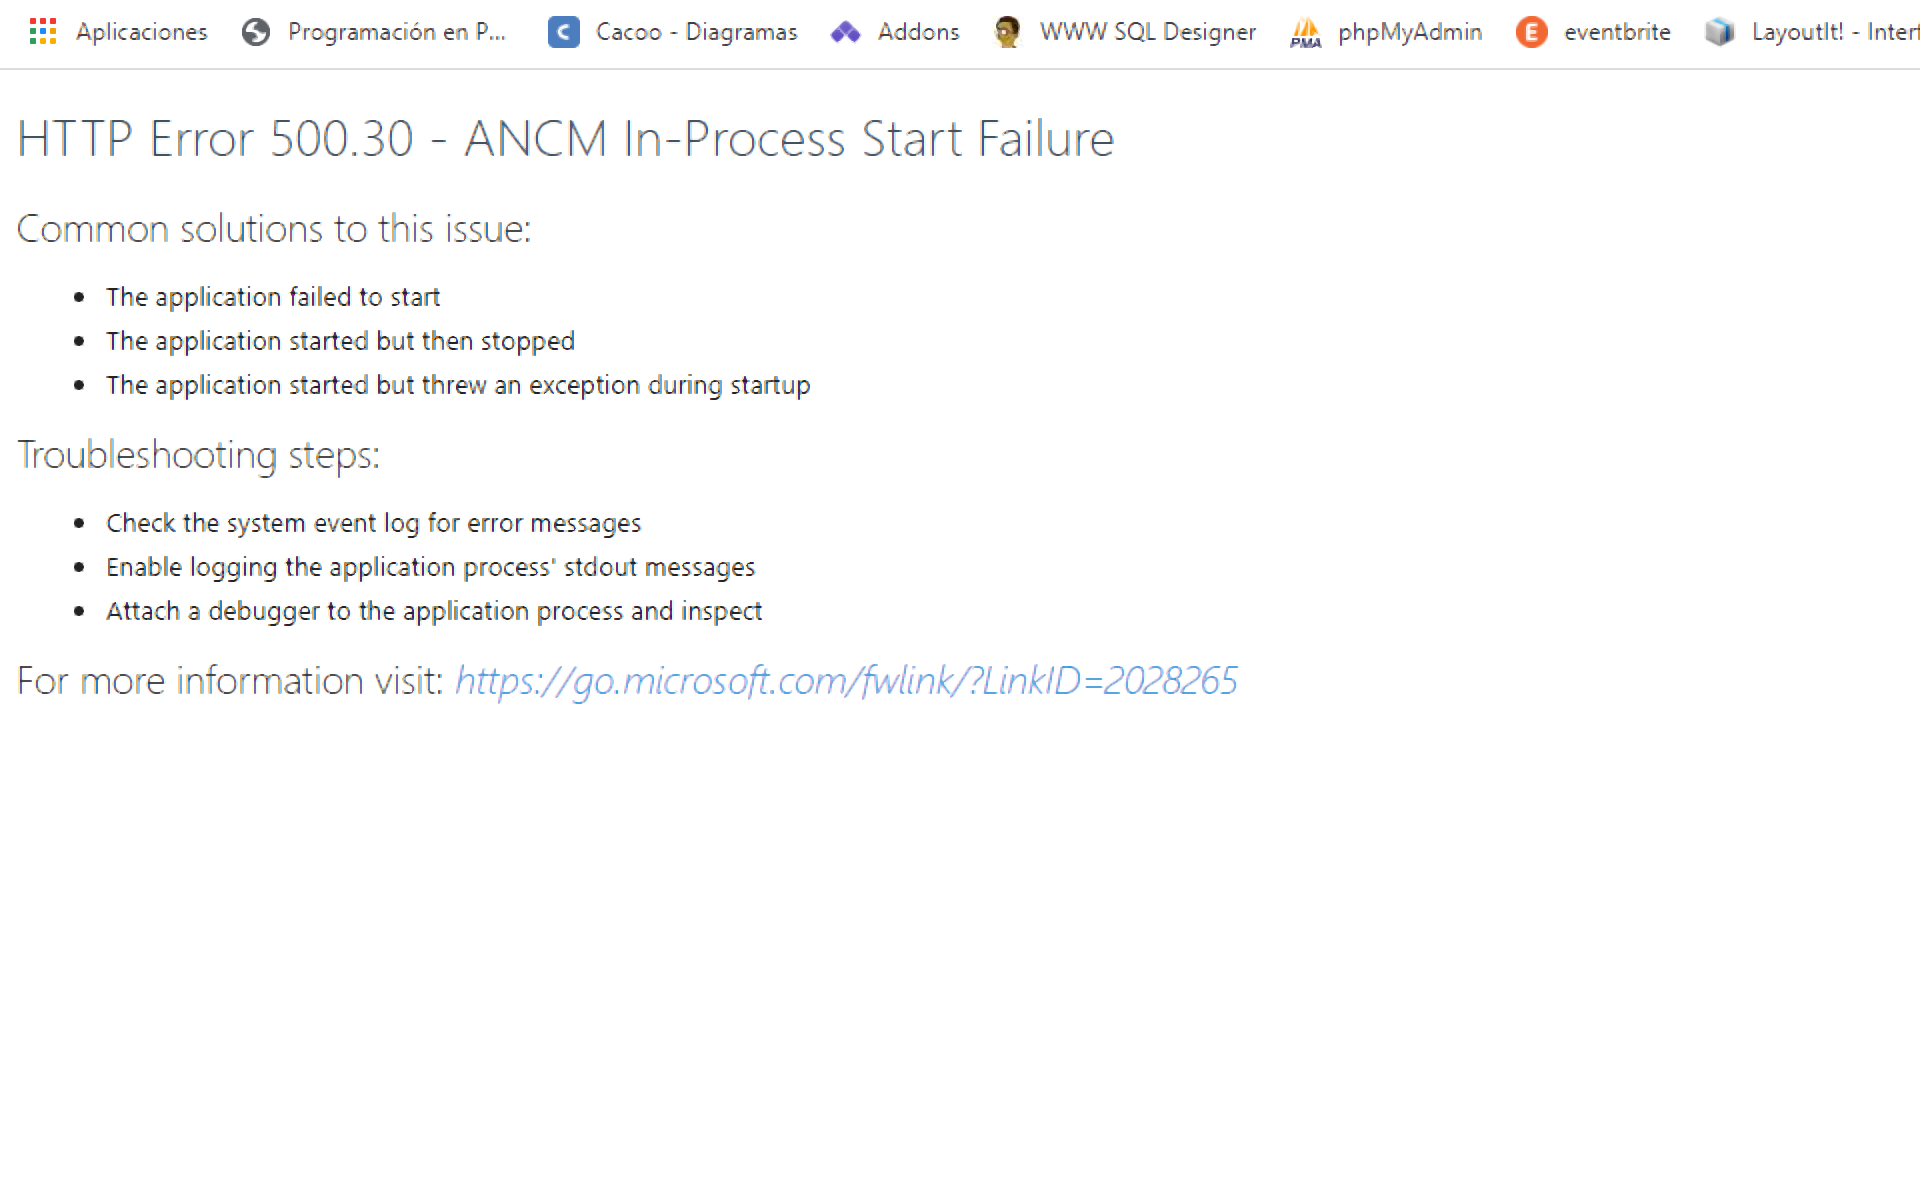 Aplicaciones Programación en P... Cacoo - Diagramas Addons WWW SQL Designer PMA phpMyAdmin E eventbrite LayoutIt! - Interf
HTTP Error 500.30 - ANCM In-Process Start Failure
Common solutions to this issue:
• The application failed to start
• The application started but then stopped
• The application started but threw an exception during startup
Troubleshooting steps:
• Check the system event log for error messages
• Enable logging the application process' stdout messages
• Attach a debugger to the application process and inspect
For more information visit: https://go.microsoft.com/fwlink/?LinkID=2028265